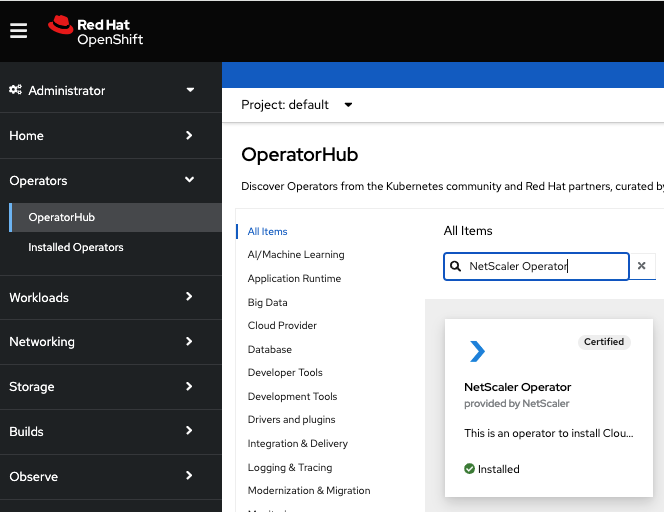 Red Hat
OpenShift
Administrator
Home
Operators
OperatorHub
Installed Operators
Workloads
Networking
Storage
Builds
Observe
Project: default
OperatorHub
Discover Operators from the Kubernetes community and Red Hat partners, curated by
All Items
AI/Machine Learning
Application Runtime
Big Data
Cloud Provider
Database
Developer Tools
Development Tools
Drivers and plugins
Integration & Delivery
Logging & Tracing
Modernization & Migration
All Items
NetScaler Operator
Certified
NetScaler Operator
provided by NetScaler
This is an operator to install Clou...
Installed